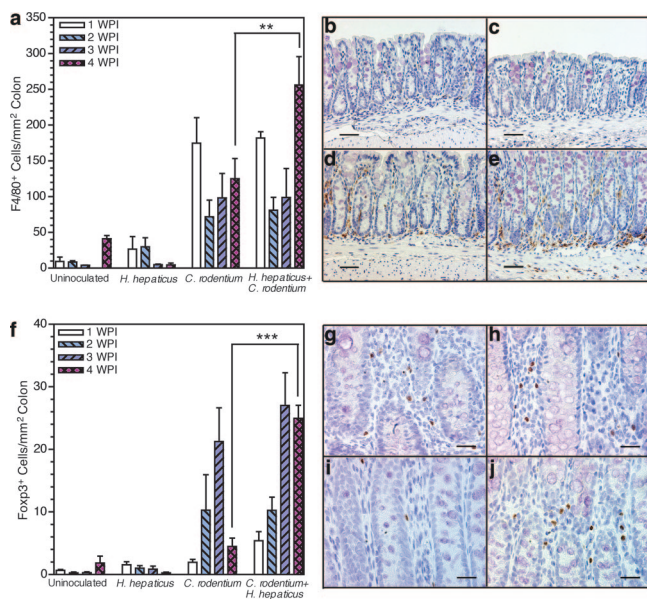 a
1 WPI
2 WPI
3 WPI
4 WPI
**
F4/80⁺ Cells/mm² Colon
350
300
250
200
150
100
50
0
Uninoculated
H. hepaticus
C. rodentium
H. hepaticus+
C. rodentium
b
c
d
e
f
1 WPI
2 WPI
3 WPI
4 WPI
***
Foxp3⁺ Cells/mm² Colon
40
30
20
10
0
Uninoculated
H. hepaticus
C. rodentium
C. rodentium+
H. hepaticus
g
h
i
j